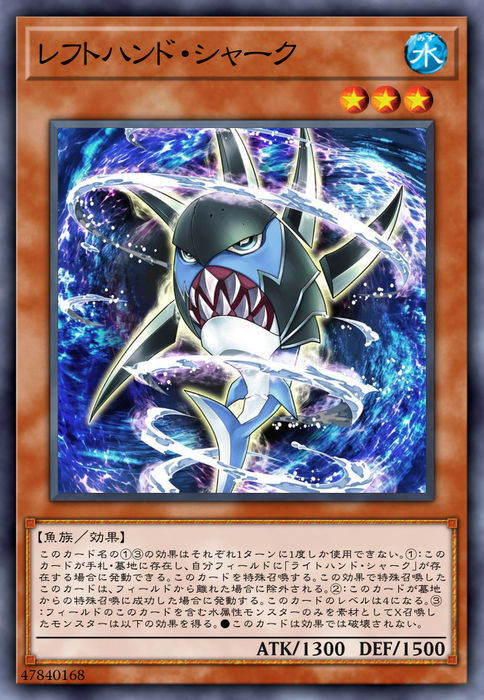 レフトハンド・シャーク
みず
水
【魚族／効果】
このカード名の①③の効果はそれぞれ1ターンに1度しか使用できない。①：こ
のカードが手札・墓地に存在し、自分フィールドに「ライトハンド・シャーク」が存
在する場合に発動できる。このカードを特殊召喚する。この効果で特殊召喚した
このカードは、フィールドから離れた場合に除外される。②：このカードが墓地
からの特殊召喚に成功した場合に発動する。このカードのレベルは4になる。③
：フィールドのこのカードを含む水属性モンスターのみを素材としてX召喚し
たモンスターは以下の効果を得る。●このカードは効果では破壊されない。
ATK/1300 DEF/1500
47840168